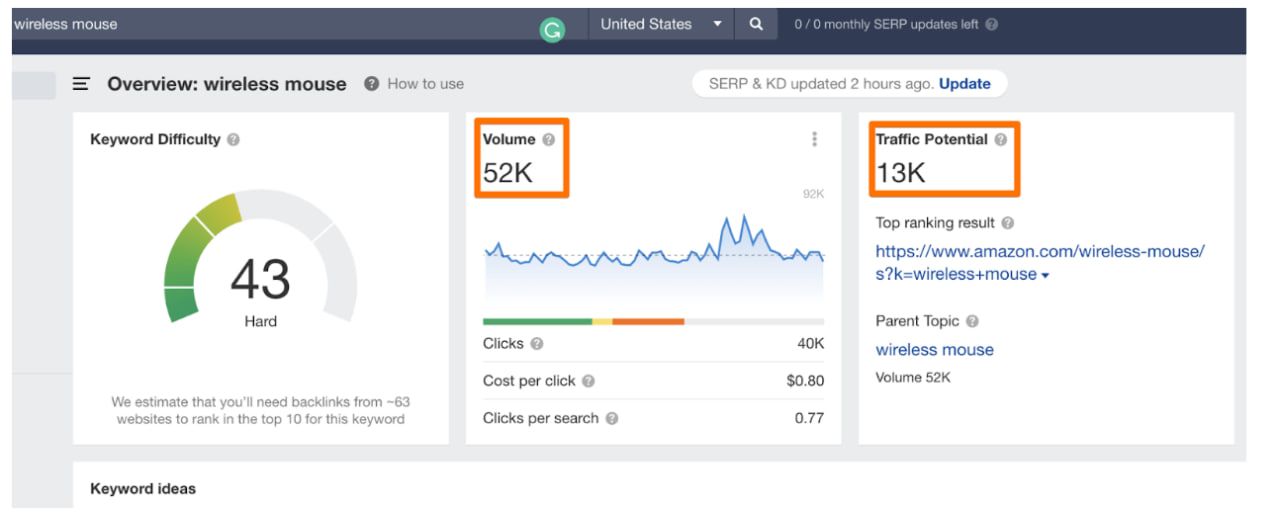 wireless mouse
United States
0 / 0 monthly SERP updates left
Overview: wireless mouse How to use
SERP & KD updated 2 hours ago. Update
Keyword Difficulty
43
Hard
We estimate that you'll need backlinks from ~63
websites to rank in the top 10 for this keyword
Volume
52K
92K
Clicks 40K
Cost per click $0.80
Clicks per search 0.77
Traffic Potential
13K
Top ranking result
https://www.amazon.com/wireless-mouse/
s?k=wireless+mouse
Parent Topic
wireless mouse
Volume 52K
Keyword ideas